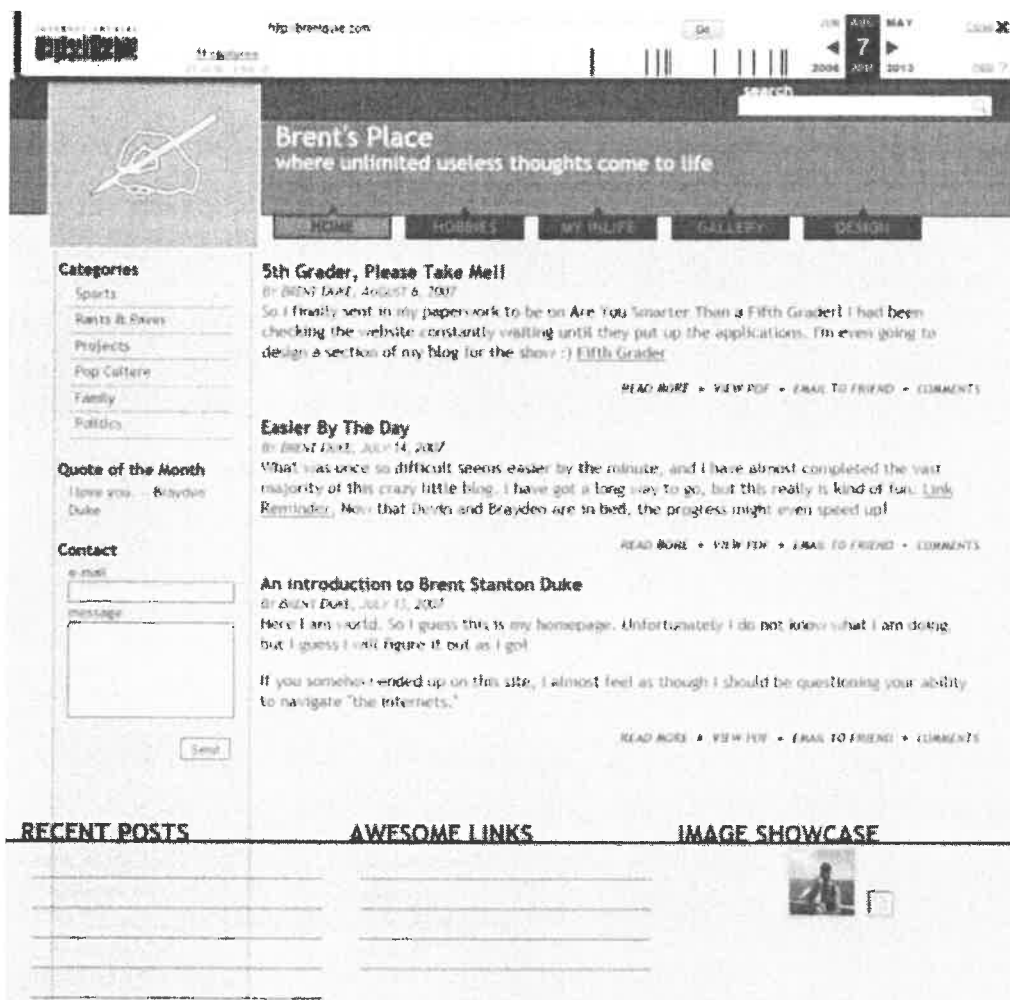 http://brentduke.com
Go
JUN AUG MAY
Close X
7
2006 2012 2013
search
Brent's Place
where unlimited useless thoughts come to life
HOME HOBBIES MY INLIFE GALLERY DESIGN
Categories
Sports
Rants & Raves
Projects
Pop Culture
Family
Politics
Quote of the Month
I love you. Brayden
Duke
Contact
e-mail
message
Send
5th Grader, Please Take Me!!
BY BRENT DUKE, AUGUST 6, 2007
So I finally sent in my paperwork to be on Are You Smarter Than a Fifth Grader! I had been
checking the website constantly waiting until they put up the applications. I'm even going to
design a section of my blog for the show :) Fifth Grader
READ MORE • VIEW PDF • EMAIL TO FRIEND • COMMENTS
Easier By The Day
BY BRENT DUKE, JULY 14, 2007
What was once so difficult seems easier by the minute, and I have almost completed the vast
majority of this crazy little blog. I have got a long way to go, but this really is kind of fun. Link
Reminder. Now that Devin and Brayden are in bed, the progress might even speed up!
READ MORE • VIEW PDF • EMAIL TO FRIEND • COMMENTS
An introduction to Brent Stanton Duke
BY BRENT DUKE, JULY 13, 2007
Here I am world. So I guess this is my homepage. Unfortunately I do not know what I am doing,
but I guess I will figure it out as I go!
If you somehow ended up on this site, I almost feel as though I should be questioning your ability
to navigate "the internets."
READ MORE • VIEW PDF • EMAIL TO FRIEND • COMMENTS
RECENT POSTS AWESOME LINKS IMAGE SHOWCASE